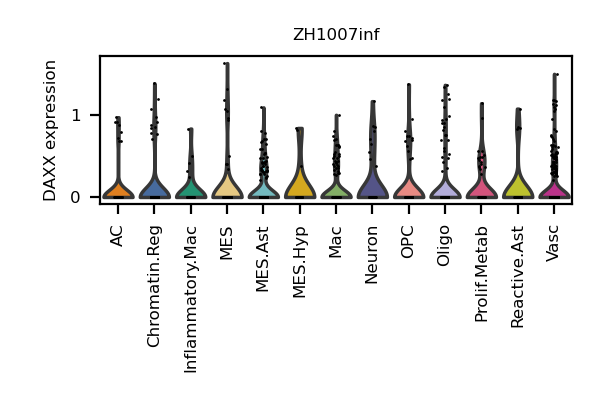 ZH1007inf
DAXX expression
1
0
AC
Chromatin.Reg
Inflammatory.Mac
MES
MES.Ast
MES.Hyp
Mac
Neuron
OPC
Oligo
Prolif.Metab
Reactive.Ast
Vasc